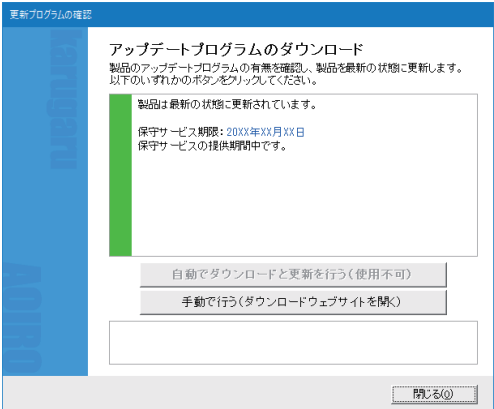 更新プログラムの確認
karugaru
AOIRO
アップデートプログラムのダウンロード
製品のアップデートプログラムの有無を確認し、製品を最新の状態に更新します。
以下のいずれかのボタンをクリックしてください。
製品は最新の状態に更新されています。
保守サービス期限：20XX年XX月XX日
保守サービスの提供期間中です。
自動でダウンロードと更新を行う（使用不可）
手動で行う（ダウンロードウェブサイトを開く）
閉じる(O)